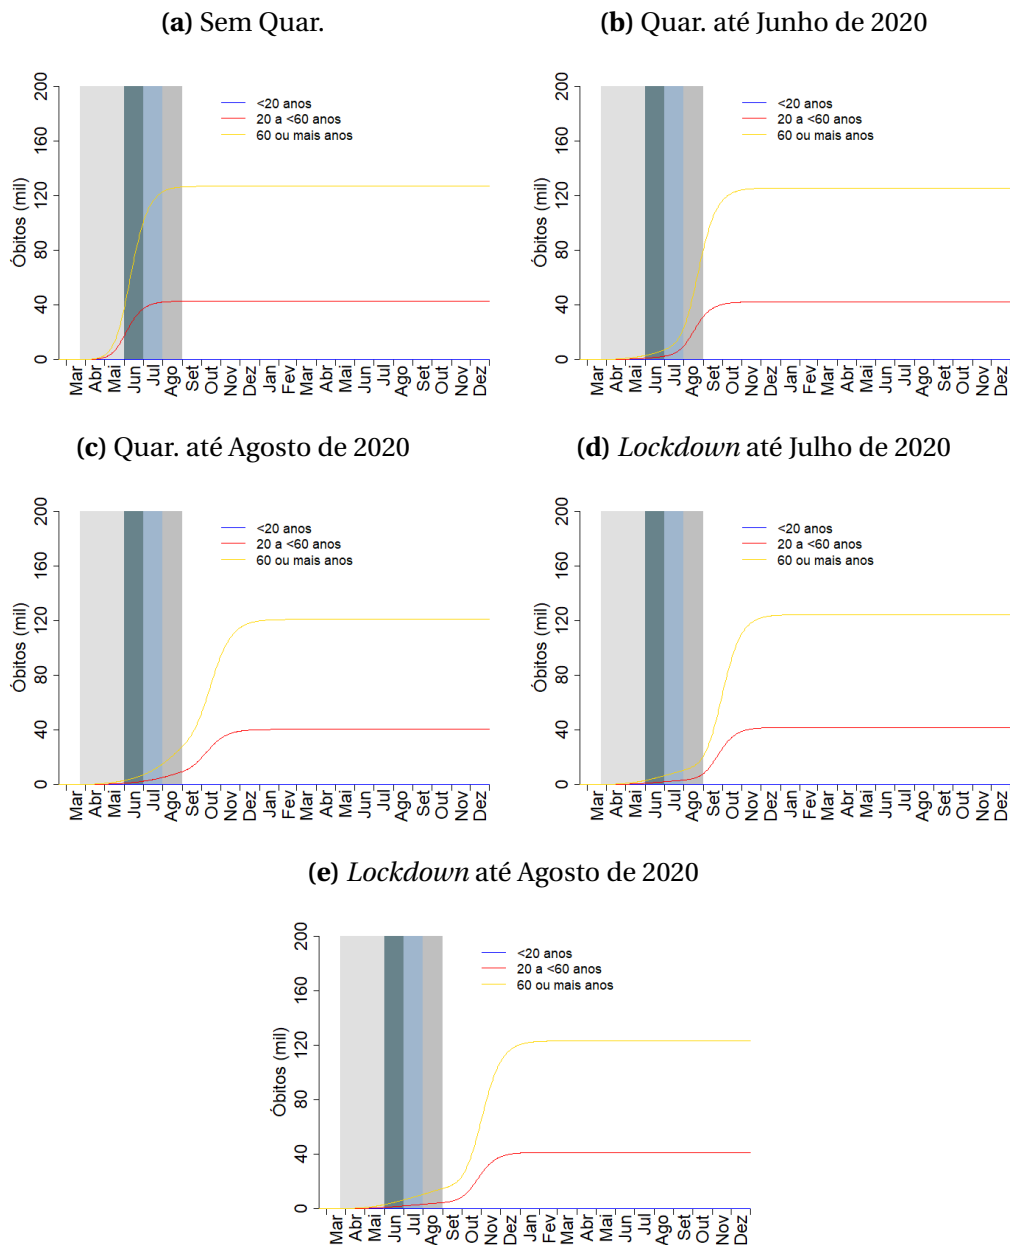 (a) Sem Quar.
(b) Quar. até Junho de 2020
Óbitos (mil)
0 40 80 120 160 200
<20 anos
20 a <60 anos
60 ou mais anos
Mar Abr Mai Jun Jul Ago Set Out Nov Dez Jan Fev Mar Abr Mai Jun Jul Ago Set Out Nov Dez
Óbitos (mil)
0 40 80 120 160 200
<20 anos
20 a <60 anos
60 ou mais anos
Mar Abr Mai Jun Jul Ago Set Out Nov Dez Jan Fev Mar Abr Mai Jun Jul Ago Set Out Nov Dez
(c) Quar. até Agosto de 2020
(d) Lockdown até Julho de 2020
Óbitos (mil)
0 40 80 120 160 200
<20 anos
20 a <60 anos
60 ou mais anos
Mar Abr Mai Jun Jul Ago Set Out Nov Dez Jan Fev Mar Abr Mai Jun Jul Ago Set Out Nov Dez
Óbitos (mil)
0 40 80 120 160 200
<20 anos
20 a <60 anos
60 ou mais anos
Mar Abr Mai Jun Jul Ago Set Out Nov Dez Jan Fev Mar Abr Mai Jun Jul Ago Set Out Nov Dez
(e) Lockdown até Agosto de 2020
Óbitos (mil)
0 40 80 120 160 200
<20 anos
20 a <60 anos
60 ou mais anos
Mar Abr Mai Jun Jul Ago Set Out Nov Dez Jan Fev Mar Abr Mai Jun Jul Ago Set Out Nov Dez